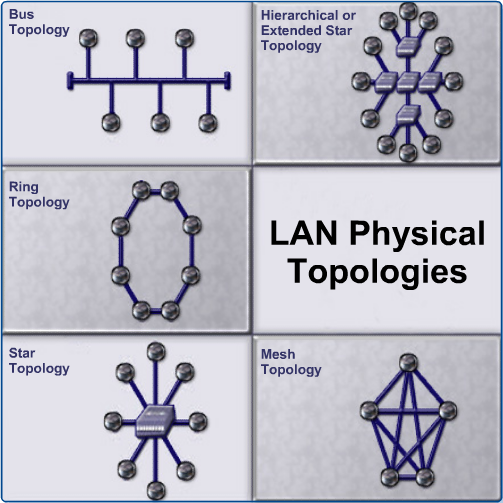 Bus
Topology
Hierarchical or
Extended Star
Topology
Ring
Topology
LAN Physical
Topologies
Star
Topology
Mesh
Topology